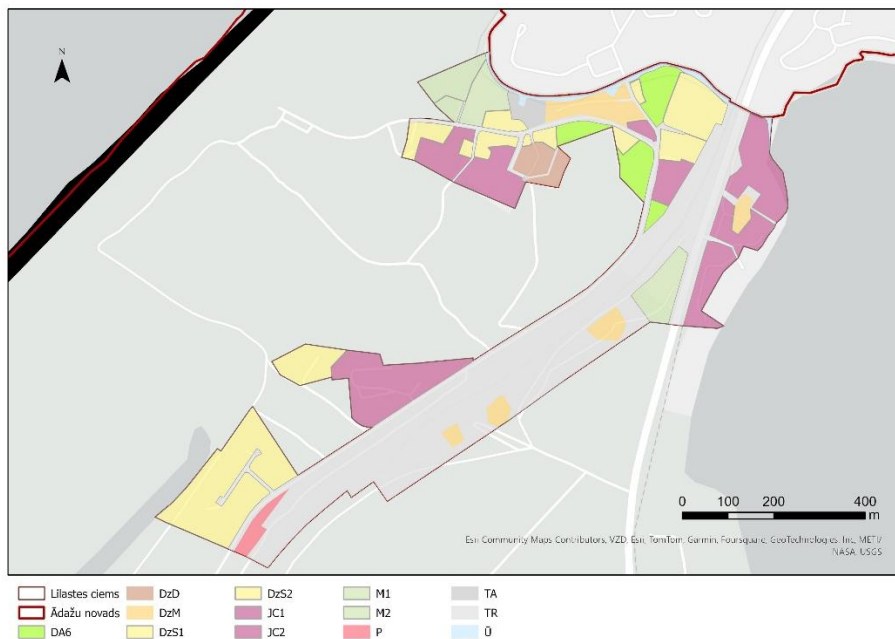 N
0 100 200 400
m
Esri Community Maps Contributors, VZD, Esri, TomTom, Garmin, Foursquare, GeoTechnologies, Inc, METI/
NASA, USGS
Lilastes ciems DzD DzS2 M1 TA
Ādažu novads DzM JC1 M2 TR
DA6 DzS1 JC2 P Ū